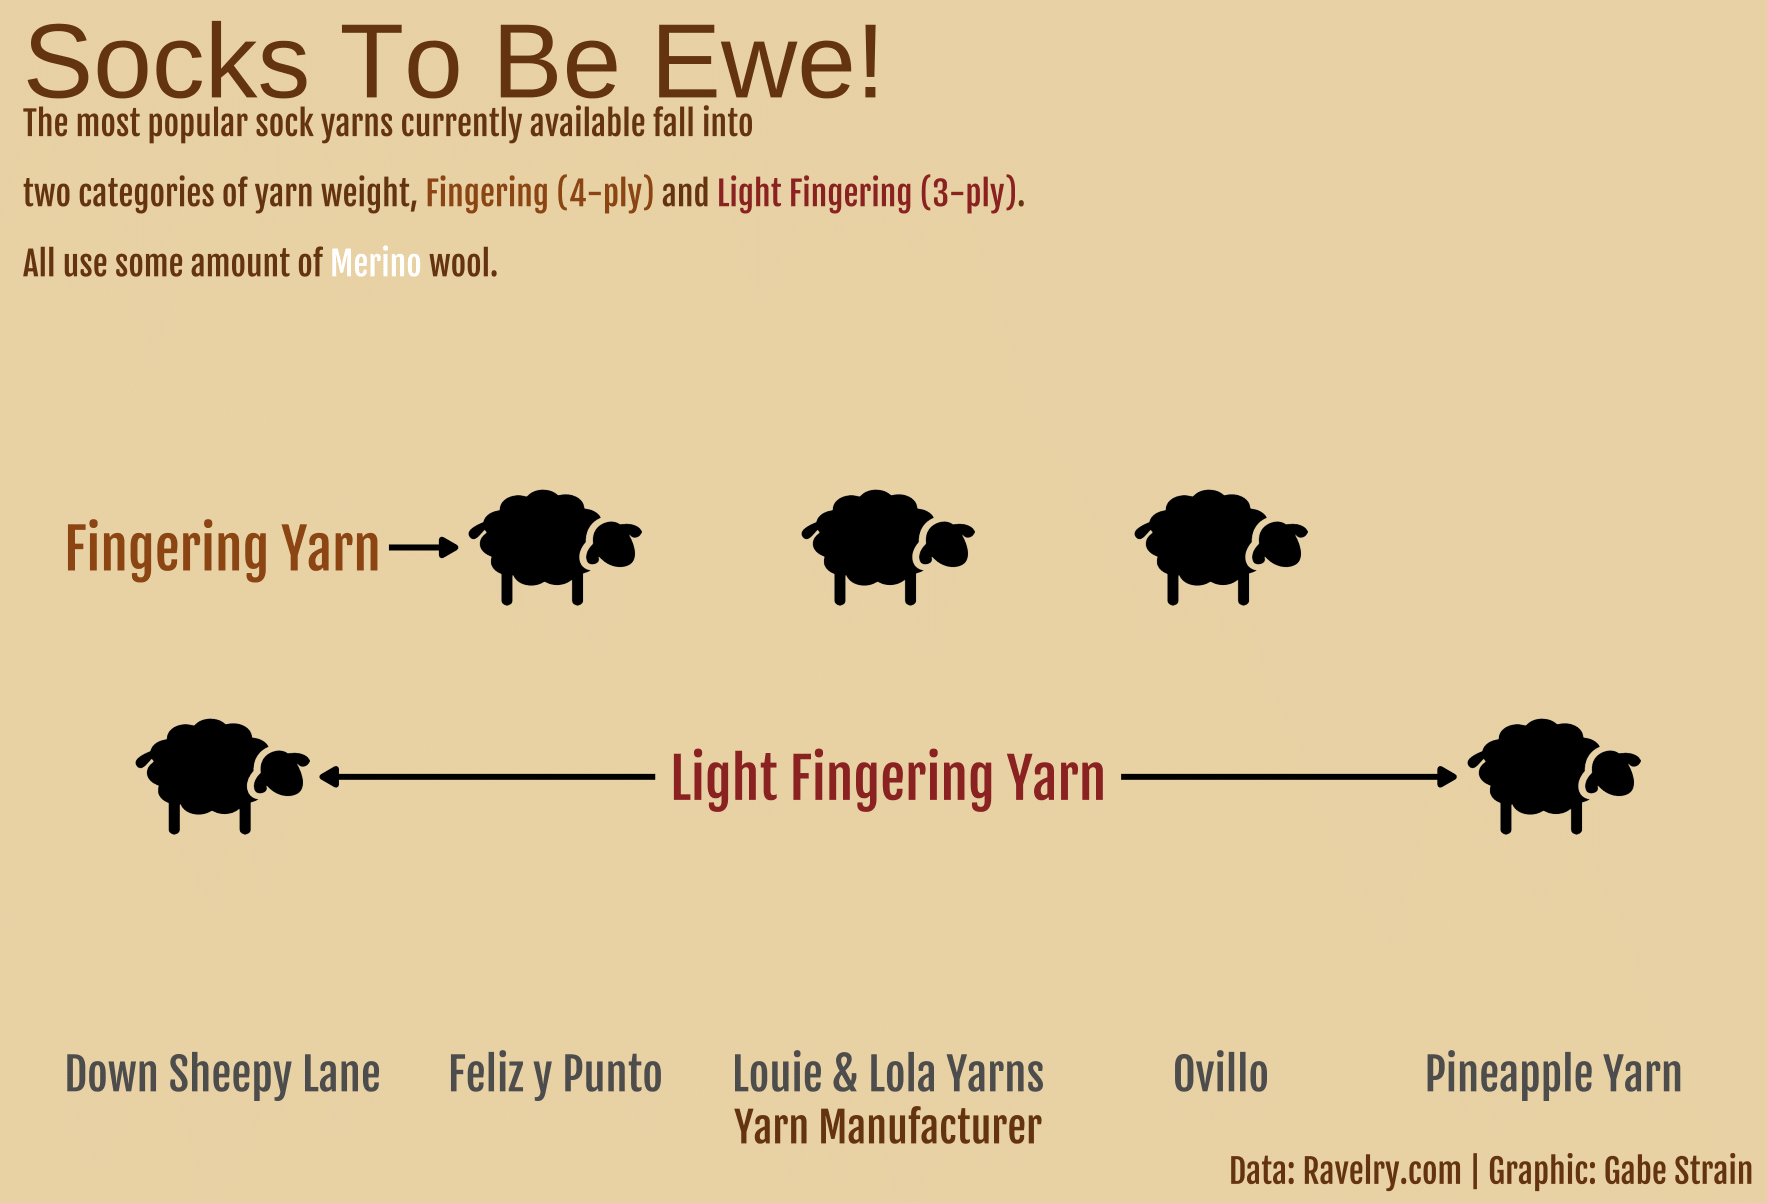 Socks To Be Ewe!
The most popular sock yarns currently available fall into
two categories of yarn weight, Fingering (4-ply) and Light Fingering (3-ply).
All use some amount of Merino wool.
Fingering Yarn
Light Fingering Yarn
Down Sheepy Lane
Feliz y Punto
Louie & Lola Yarns
Ovillo
Pineapple Yarn
Yarn Manufacturer
Data: Ravelry.com | Graphic: Gabe Strain